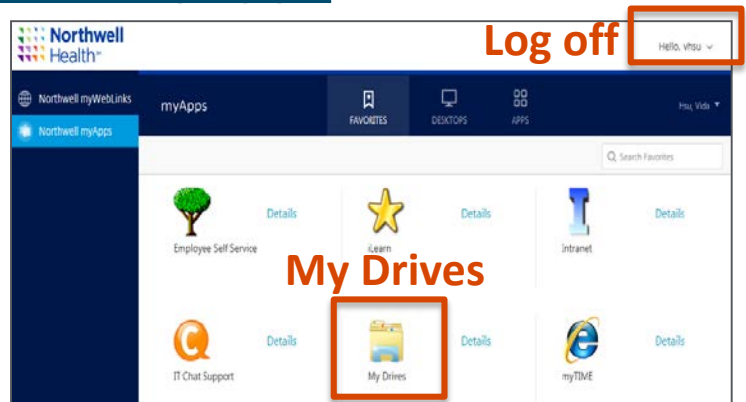 Northwell
Health
Log off
Hello, vhsu
Northwell myWebLinks
Northwell myApps
myApps
FAVORITES
DESKTOPS
APPS
Hsu, Vida
Search Favorites
Details
Details
Details
Employee Self Service
iLearn
Intranet
My Drives
Details
Details
Details
IT Chat Support
My Drives
myTIME